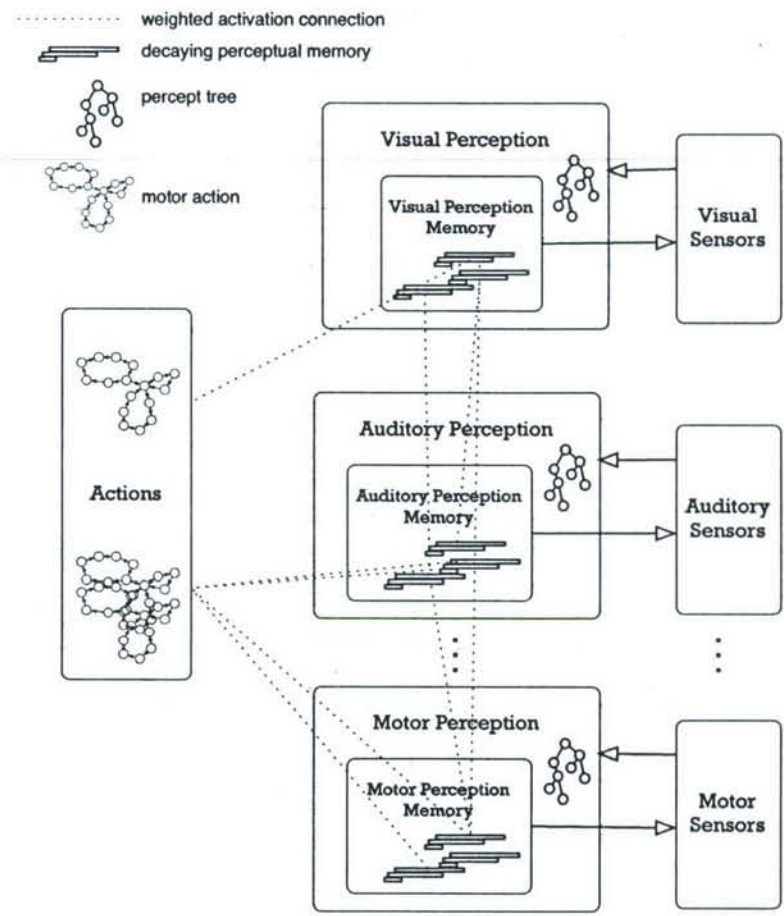 weighted activation connection
decaying perceptual memory
percept tree
motor action
Visual Perception
Visual Perception
Memory
Visual
Sensors
Actions
Auditory Perception
Auditory Perception
Memory
Auditory
Sensors
Motor Perception
Motor Perception
Memory
Motor
Sensors